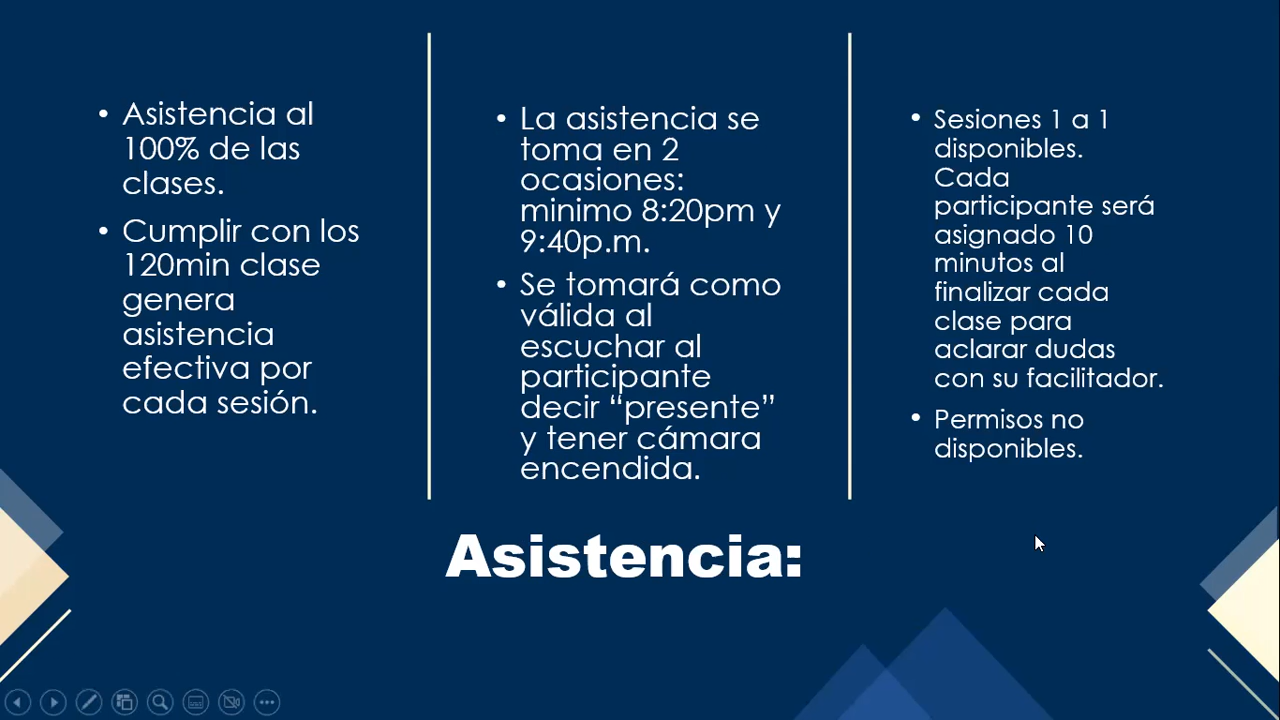 • Asistencia al
100% de las
clases.
• Cumplir con los
120min clase
genera
asistencia
efectiva por
cada sesión.
• La asistencia se
toma en 2
ocasiones:
minimo 8:20pm y
9:40p.m.
• Se tomará como
válida al
escuchar al
participante
decir “presente”
y tener cámara
encendida.
• Sesiones 1 a 1
disponibles.
Cada
participante será
asignado 10
minutos al
finalizar cada
clase para
aclarar dudas
con su facilitador.
• Permisos no
disponibles.
Asistencia: